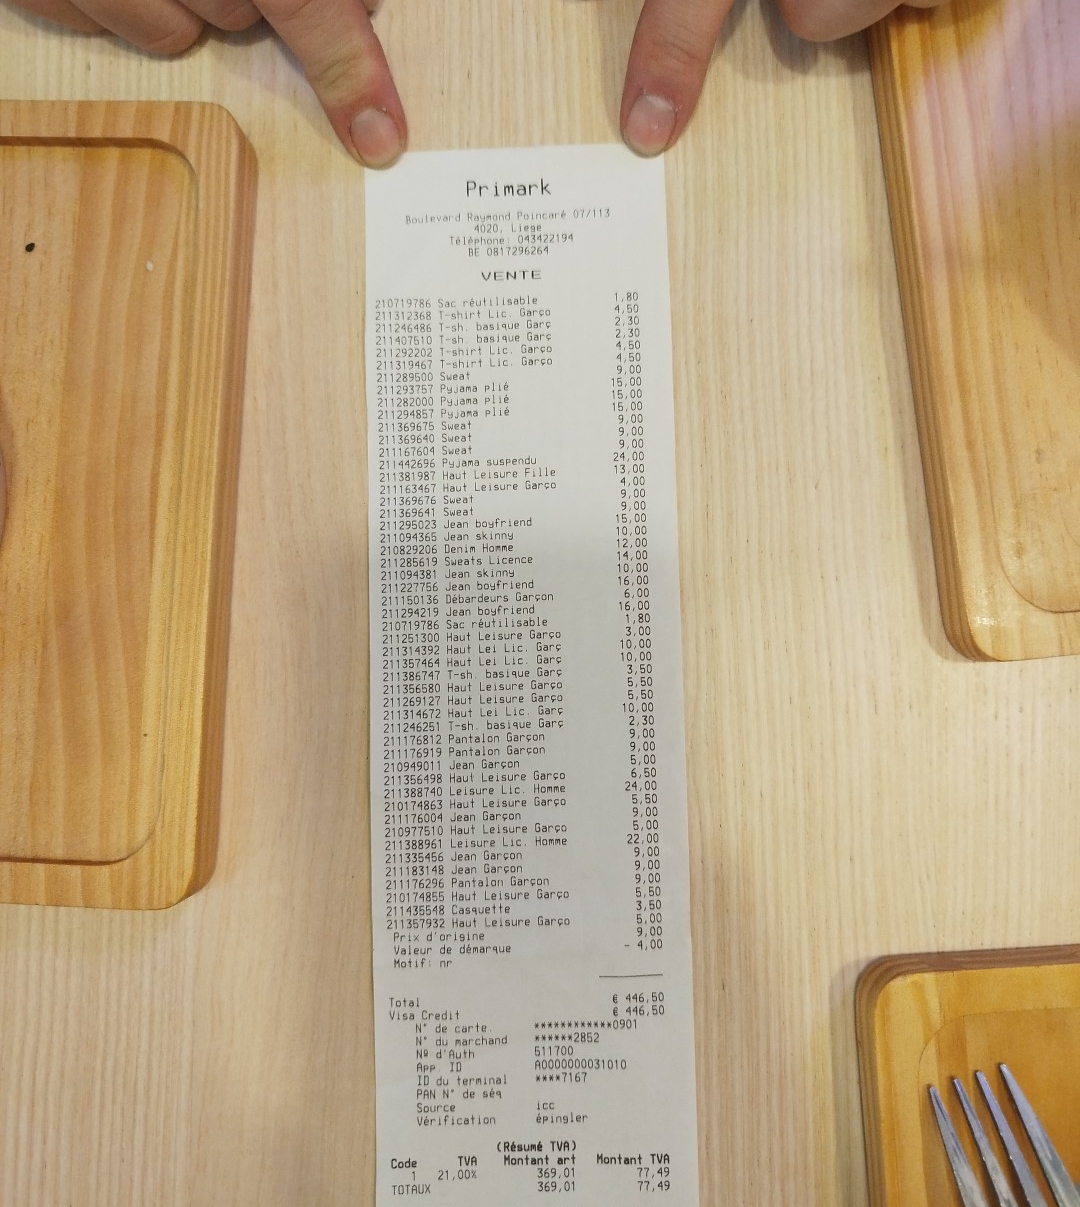 Primark
Boulevard Raymond Poincaré 07/113
4020, Liege
Téléphone: 043422194
BE 0817296264
VENTE
210719786 Sac réutilisable 1,80
211312368 T-shirt Lic. Garço 4,50
211246486 T-sh. basique Garç 2,30
211407510 T-sh. basique Garç 2,30
211292202 T-shirt Lic. Garço 4,50
211319467 T-shirt Lic. Garço 4,50
211289500 Sweat 9,00
211293757 Pyjama plié 15,00
211282000 Pyjama plié 15,00
211294857 Pyjama plié 15,00
211369675 Sweat 9,00
211369640 Sweat 9,00
211167604 Sweat 9,00
211442696 Pyjama suspendu 24,00
211381987 Haut Leisure Fille 13,00
211163467 Haut Leisure Garço 4,00
211369676 Sweat 9,00
211369641 Sweat 9,00
211295023 Jean boyfriend 15,00
211094365 Jean skinny 10,00
210829206 Denim Homme 12,00
211285619 Sweats Licence 14,00
211094381 Jean skinny 10,00
211227756 Jean boyfriend 16,00
211150136 Débardeurs Garçon 6,00
211294219 Jean boyfriend 16,00
210719786 Sac réutilisable 1,80
211251300 Haut Leisure Garço 3,00
211314392 Haut Lei Lic. Garç 10,00
211357464 Haut Lei Lic. Garç 10,00
211386747 T-sh. basique Garç 3,50
211356580 Haut Leisure Garço 5,50
211269127 Haut Leisure Garço 5,50
211314672 Haut Lei Lic. Garç 10,00
211246251 T-sh. basique Garç 2,30
211176812 Pantalon Garçon 9,00
211176919 Pantalon Garçon 9,00
210949011 Jean Garçon 5,00
211356498 Haut Leisure Garço 6,50
211388740 Leisure Lic. Homme 24,00
210174863 Haut Leisure Garço 5,50
211176004 Jean Garçon 9,00
210977510 Haut Leisure Garço 5,00
211388961 Leisure Lic. Homme 22,00
211335456 Jean Garçon 9,00
211183148 Jean Garçon 9,00
211176296 Pantalon Garçon 9,00
210174855 Haut Leisure Garço 5,50
211435548 Casquette 3,50
211357932 Haut Leisure Garço 5,00
Prix d'origine 9,00
Valeur de démarque - 4,00
Motif: nr
Total € 446,50
Visa Credit € 446,50
N° de carte. ************0901
N° du marchand ******2852
Nº d'Auth 511700
App ID A0000000031010
ID du terminal ****7167
PAN N° de séq
Source icc
Vérification épingler
(Résumé TVA)
Code TVA Montant art Montant TVA
1 21,00% 369,01 77,49
TOTAUX 369,01 77,49